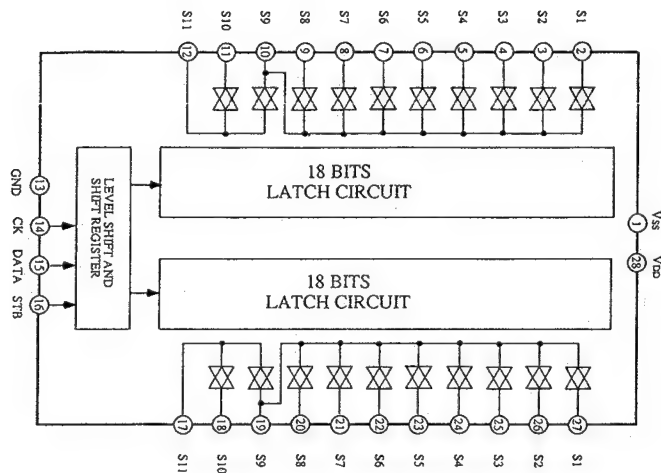 S11 S10 S9 S8 S7 S6 S5 S4 S3 S2 S1
12 11 10 9 8 7 6 5 4 3 2
GND 13
CK 14
DATA 15
STB 16
LEVEL SHIFT AND
SHIFT REGISTER
18 BITS
LATCH CIRCUIT
18 BITS
LATCH CIRCUIT
1 VSS
28 VDD
17 18 19 20 21 22 23 24 25 26 27
S11 S10 S9 S8 S7 S6 S5 S4 S3 S2 S1